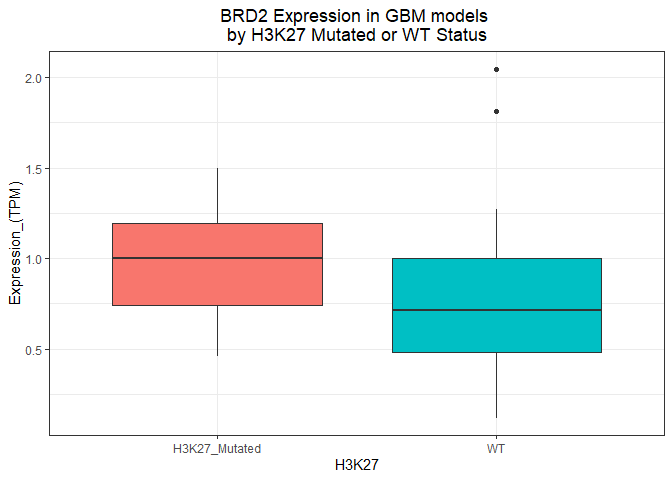 BRD2 Expression in GBM models
by H3K27 Mutated or WT Status
Expression_(TPM)
2.0
1.5
1.0
0.5
H3K27_Mutated
WT
H3K27